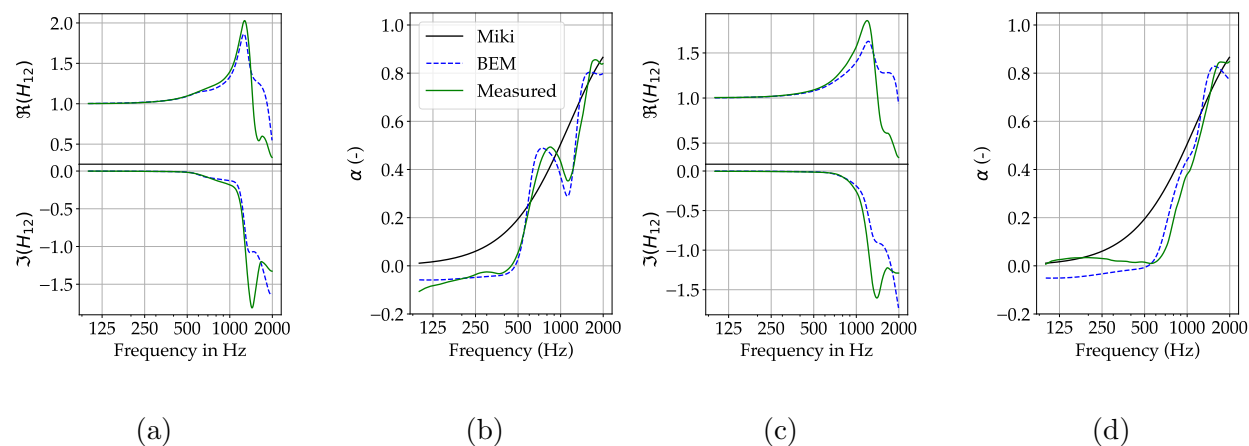 2.0
1.5
1.0
0.5
ℜ(H12)
0.0
−0.5
−1.0
−1.5
ℑ(H12)
125 250 500 1000 2000
Frequency in Hz
(a)
1.0
0.8
0.6
0.4
0.2
0.0
−0.2
α (-)
Miki
BEM
Measured
125 250 500 1000 2000
Frequency (Hz)
(b)
1.5
1.0
0.5
ℜ(H12)
0.0
−0.5
−1.0
−1.5
ℑ(H12)
125 250 500 1000 2000
Frequency in Hz
(c)
1.0
0.8
0.6
0.4
0.2
0.0
−0.2
α (-)
125 250 500 1000 2000
Frequency (Hz)
(d)